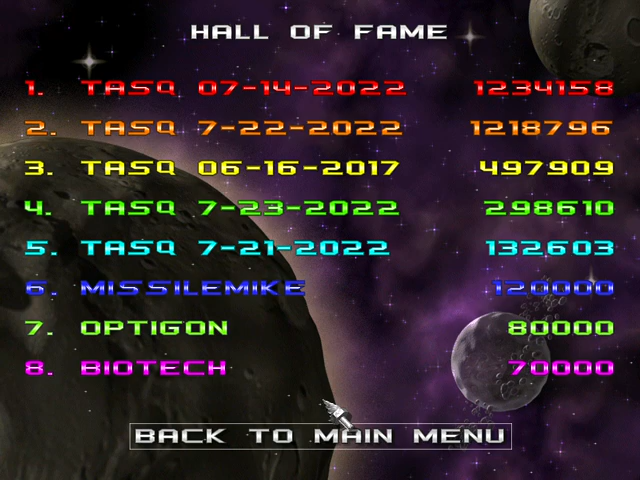 HALL OF FAME
1. TASQ 07-14-2022 1234158
2. TASQ 7-22-2022 1218796
3. TASQ 06-16-2017 497909
4. TASQ 7-23-2022 298610
5. TASQ 7-21-2022 132603
6. MISSILEMIKE 120000
7. OPTIGON 80000
8. BIOTECH 70000
BACK TO MAIN MENU